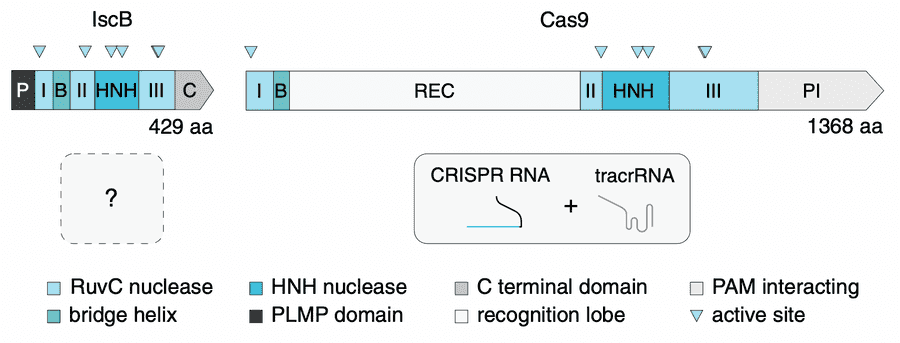 IscB
Cas9
P I B II HNH III C
I B REC II HNH III PI
429 aa
1368 aa
?
CRISPR RNA + tracrRNA
RuvC nuclease
HNH nuclease
C terminal domain
PAM interacting
bridge helix
PLMP domain
recognition lobe
active site